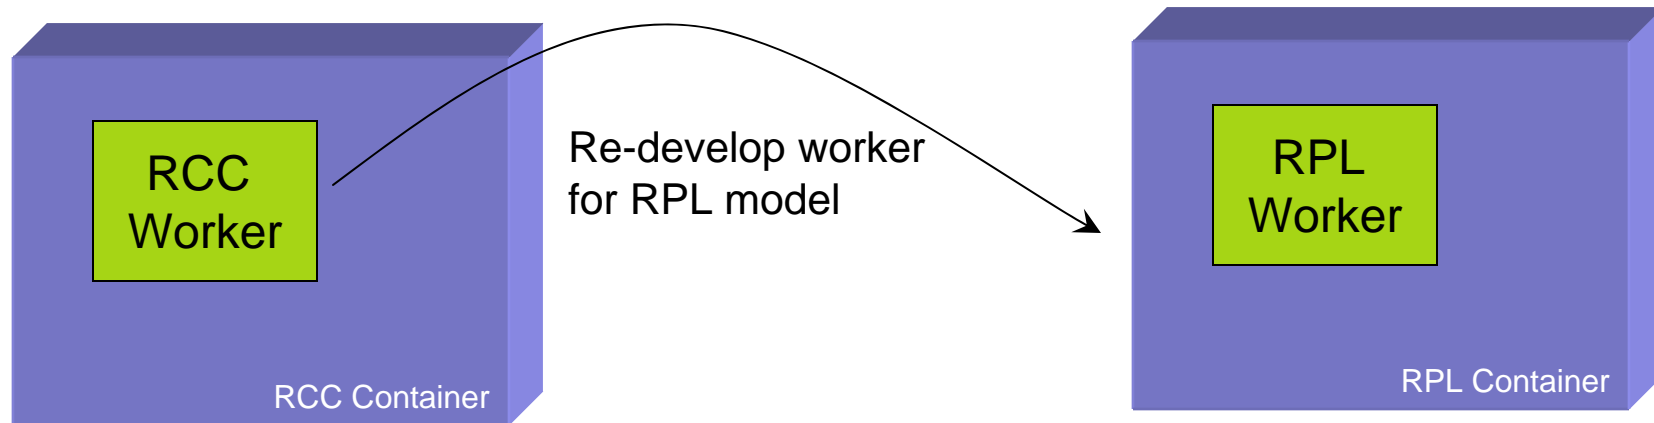 RCC
Worker
RCC Container
Re-develop worker
for RPL model
RPL
Worker
RPL Container